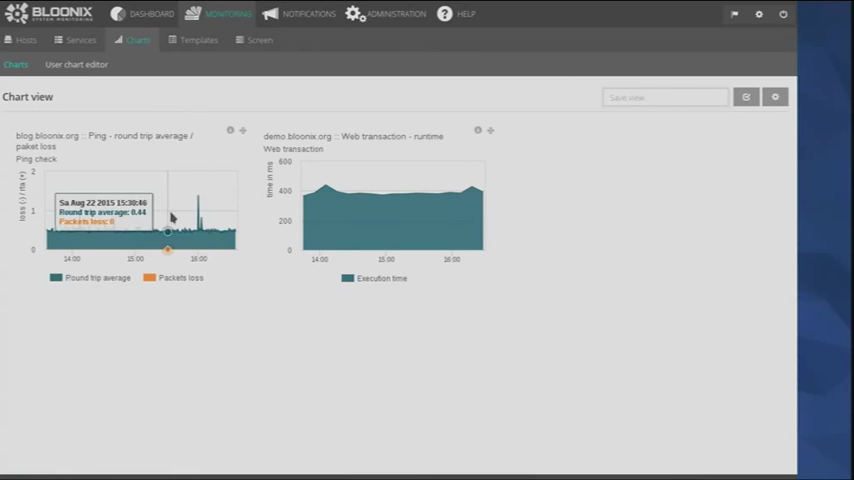 BLOONIX
SYSTEM MONITORING
DASHBOARD
MONITORING
NOTIFICATIONS
ADMINISTRATION
HELP
Hosts
Services
Charts
Templates
Screen
Charts
User chart editor
Chart view
Save view
blog.bloonix.org :: Ping - round trip average /
paket loss
Ping check
loss (-) / rta (+)
2
1
0
Sa Aug 22 2015 15:30:46
Round trip average: 0.44
Packets loss: 0
14:00
15:00
16:00
Round trip average
Packets loss
demo.bloonix.org :: Web transaction - runtime
Web transaction
time in ms
600
400
200
0
14:00
15:00
16:00
Execution time